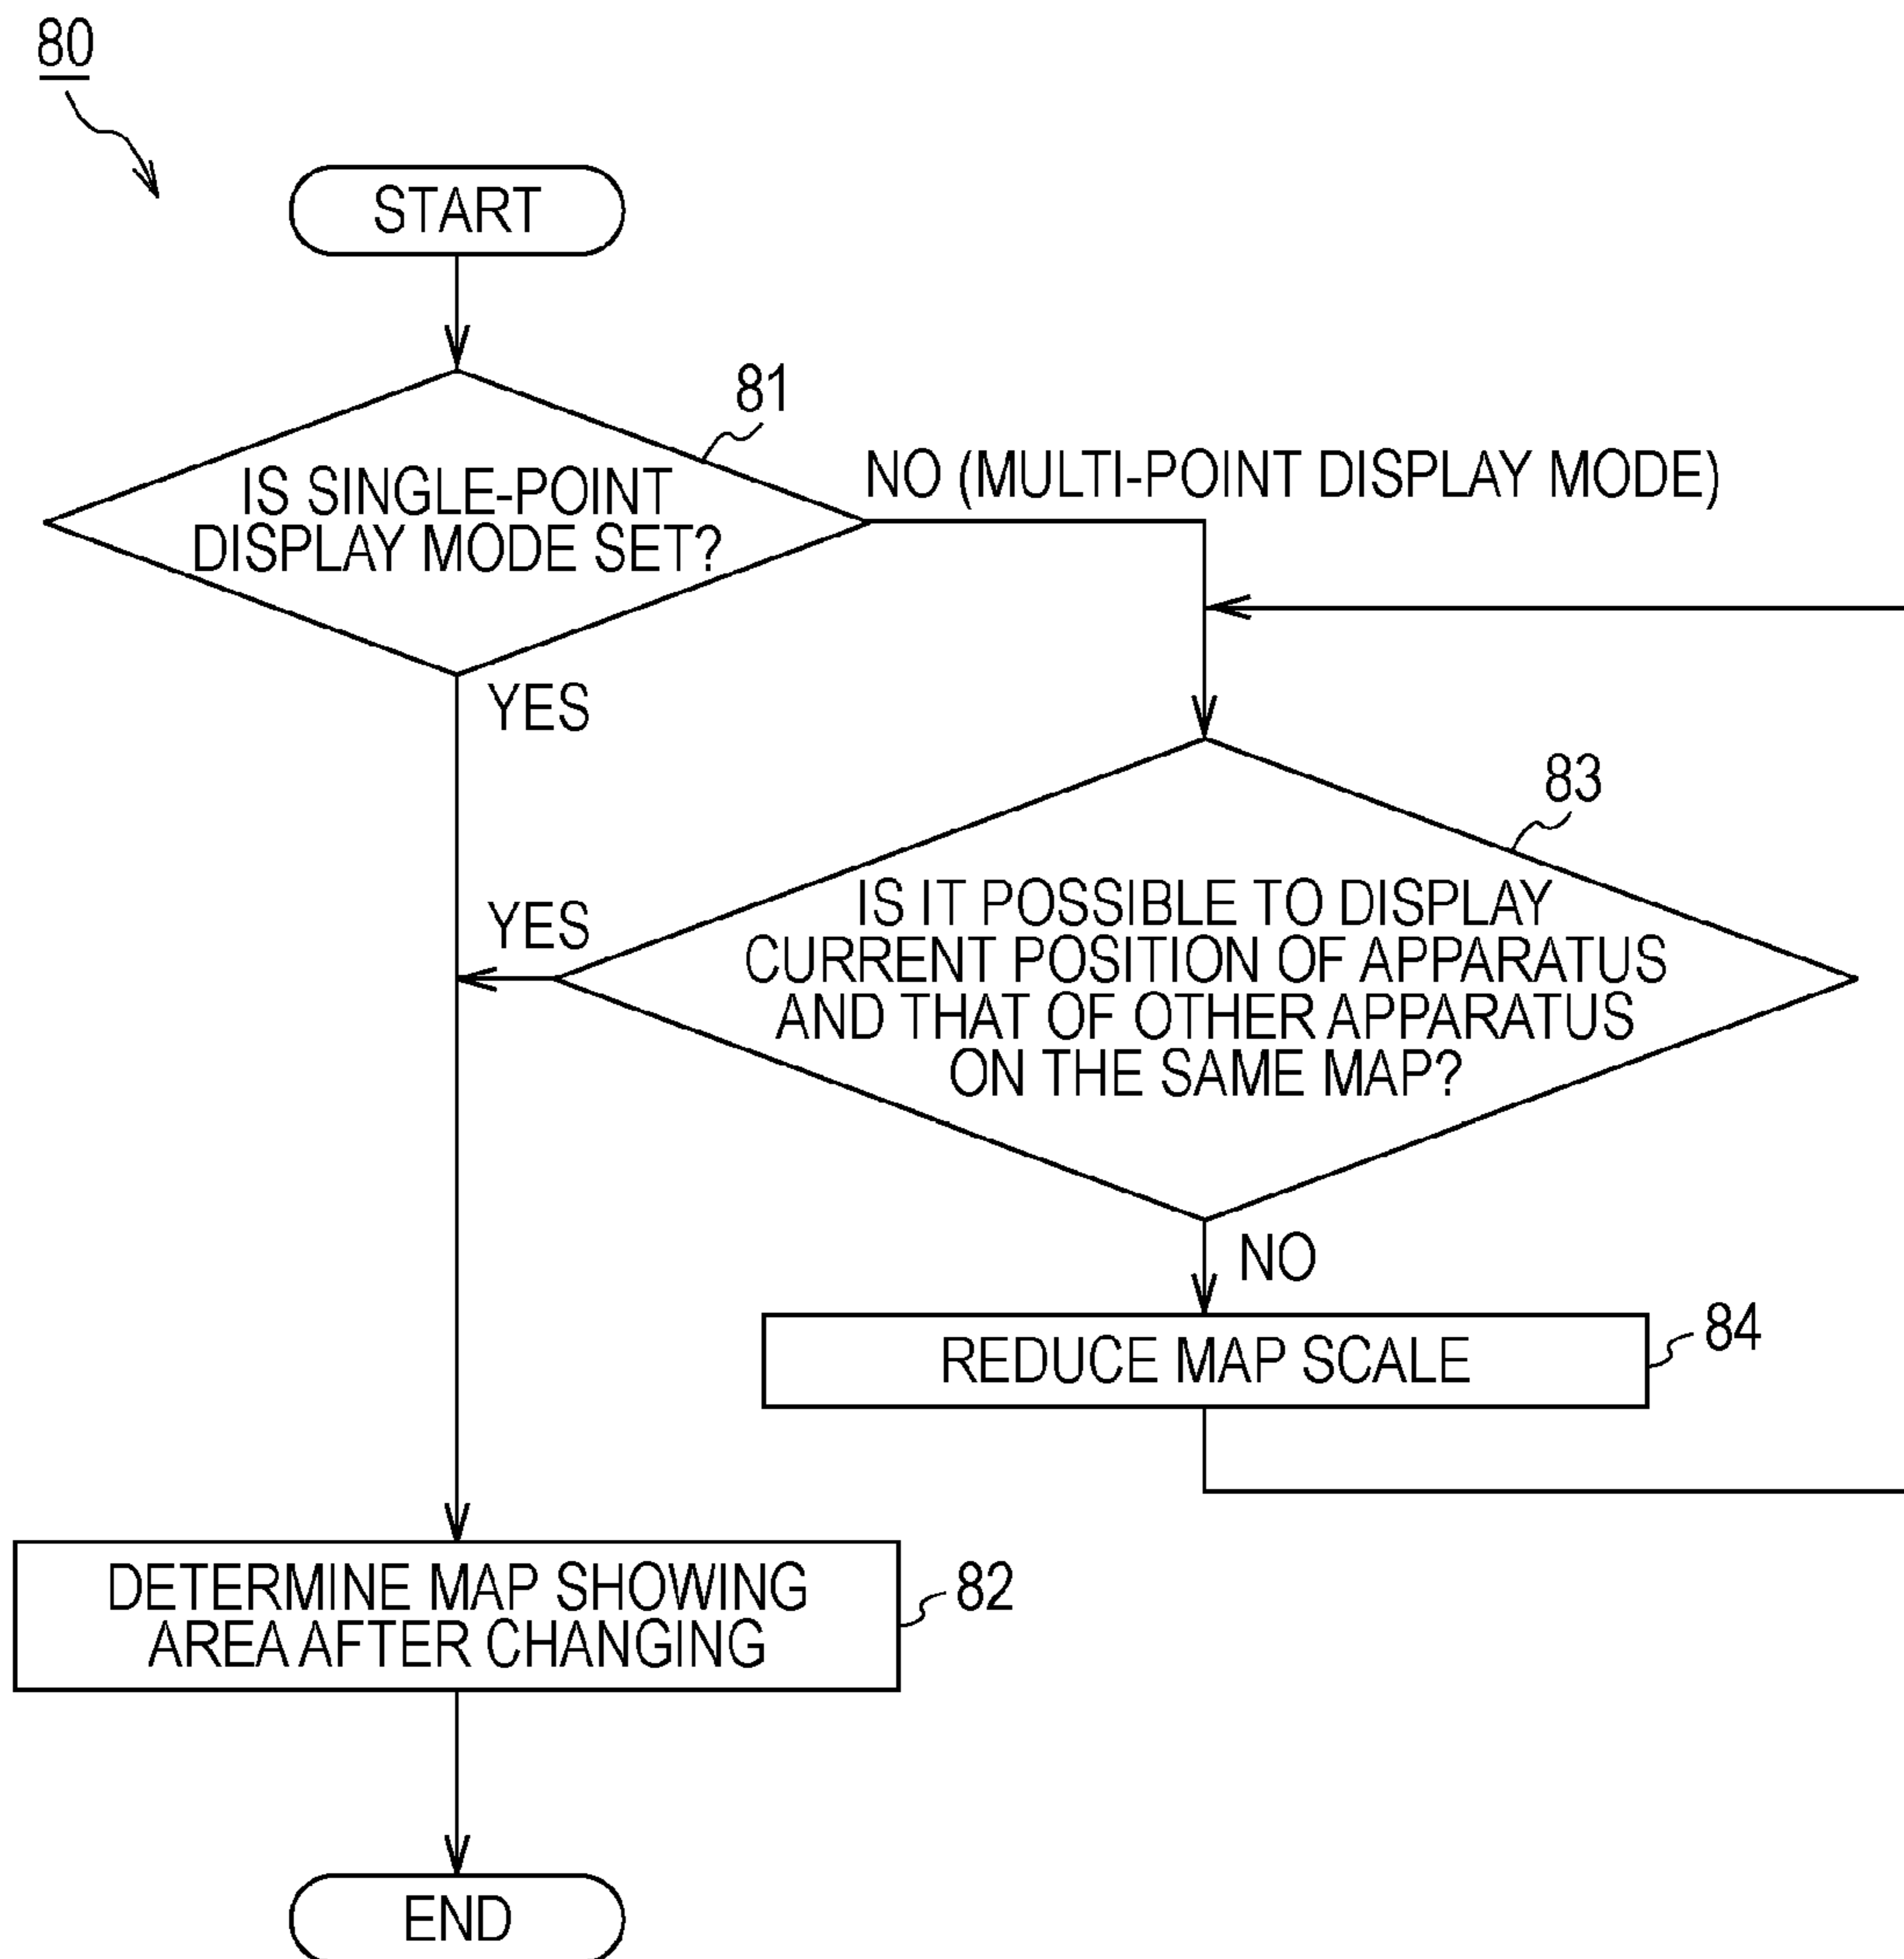 80
START
81
IS SINGLE-POINT
DISPLAY MODE SET?
NO (MULTI-POINT DISPLAY MODE)
YES
83
IS IT POSSIBLE TO DISPLAY
CURRENT POSITION OF APPARATUS
AND THAT OF OTHER APPARATUS
ON THE SAME MAP?
YES
NO
REDUCE MAP SCALE
84
DETERMINE MAP SHOWING
AREA AFTER CHANGING
82
END